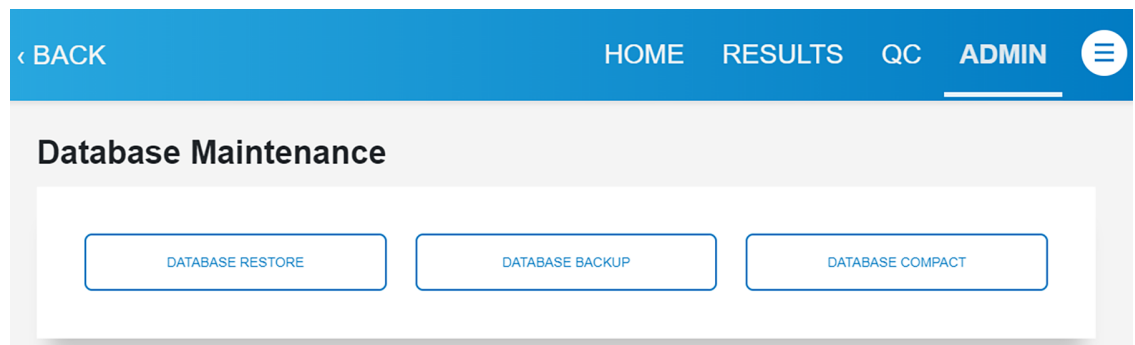 ‹ BACK HOME RESULTS QC ADMIN
Database Maintenance
DATABASE RESTORE DATABASE BACKUP DATABASE COMPACT